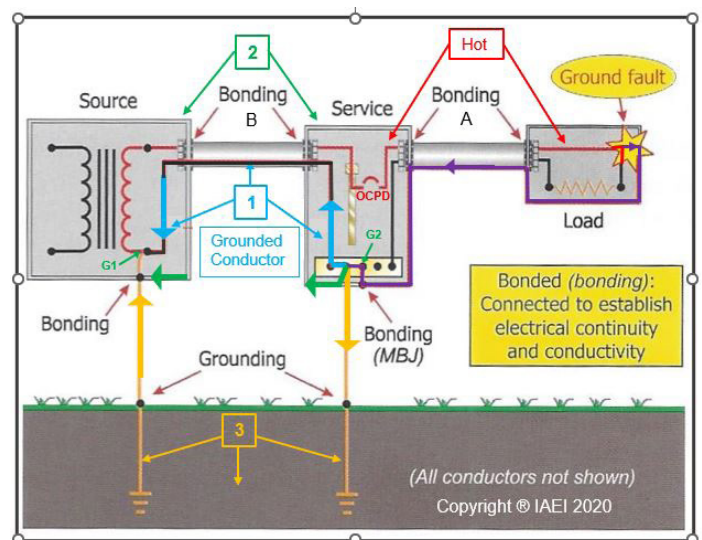 2
Hot
Ground fault
Source
Bonding
B
Service
Bonding
A
OCPD
Load
1
Grounded
Conductor
G1
G2
Bonding
Bonding
(MBJ)
Bonded (bonding):
Connected to establish
electrical continuity
and conductivity
Grounding
3
(All conductors not shown)
Copyright ® IAEI 2020